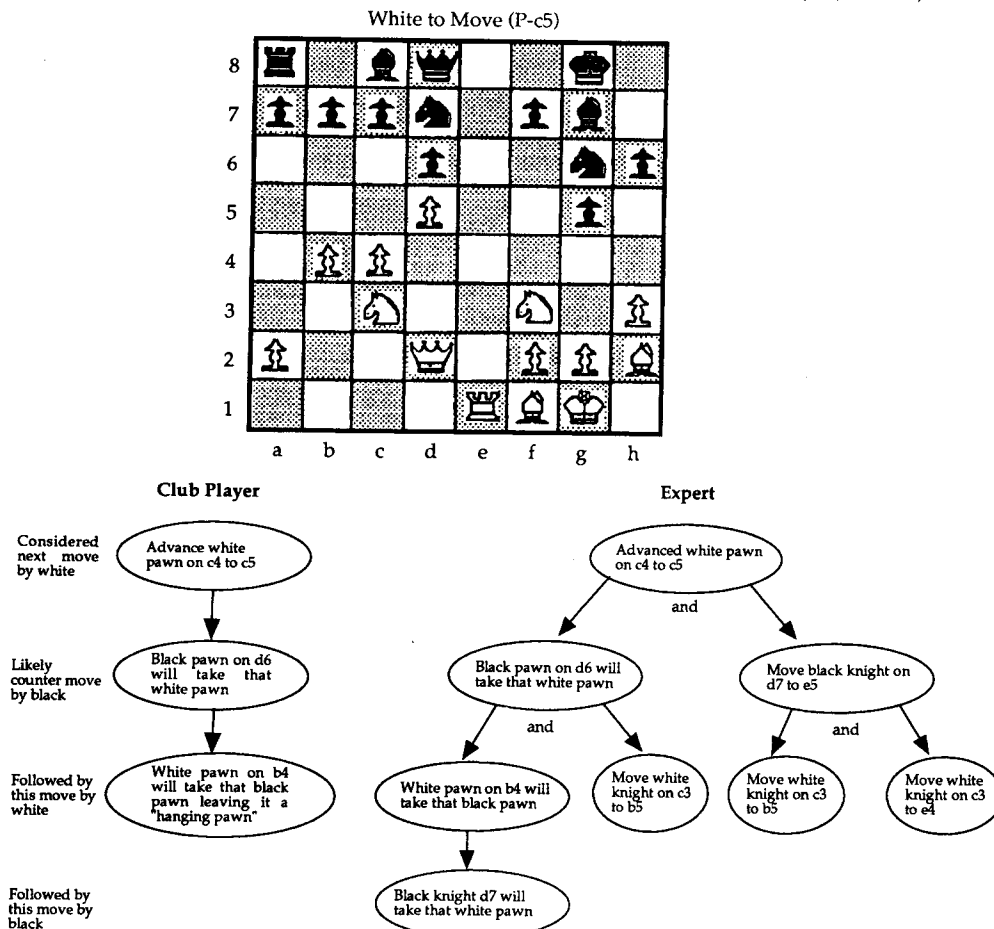 White to Move (P-c5)
8
7
6
5
4
3
2
1
a b c d e f g h
Club Player
Expert
Considered
next move
by white
Advance white
pawn on c4 to c5
Advanced white pawn
on c4 to c5
and
Likely
counter move
by black
Black pawn on d6
will take that
white pawn
Black pawn on d6 will
take that white pawn
Move black knight on
d7 to e5
and
and
Followed by
this move by
white
White pawn on b4
will take that black
pawn leaving it a
"hanging pawn"
White pawn on b4 will
take that black pawn
Move white
knight on c3
to b5
Move white
knight on c3
to b5
Move white
knight on c3
to e4
Followed by
this move by
black
Black knight d7 will
take that white pawn